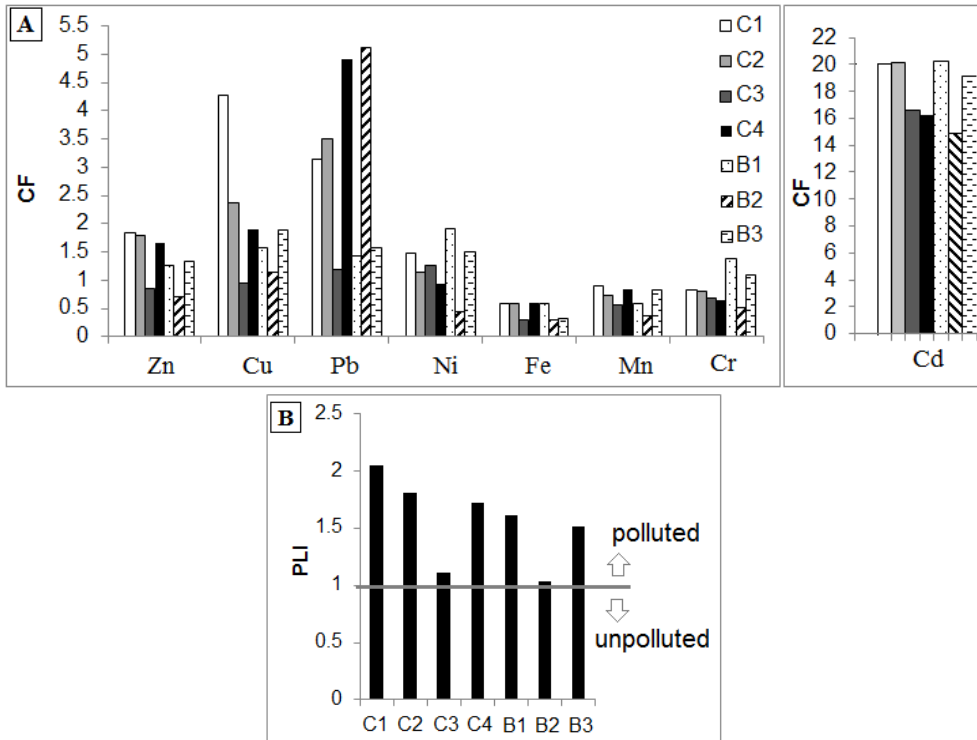 A
CF
5.5
5
4.5
4
3.5
3
2.5
2
1.5
1
0.5
0
Zn Cu Pb Ni Fe Mn Cr
C1
C2
C3
C4
B1
B2
B3
CF
22
20
18
16
14
12
10
8
6
4
2
0
Cd
B
PLI
2.5
2
1.5
1
0.5
0
C1 C2 C3 C4 B1 B2 B3
polluted
unpolluted